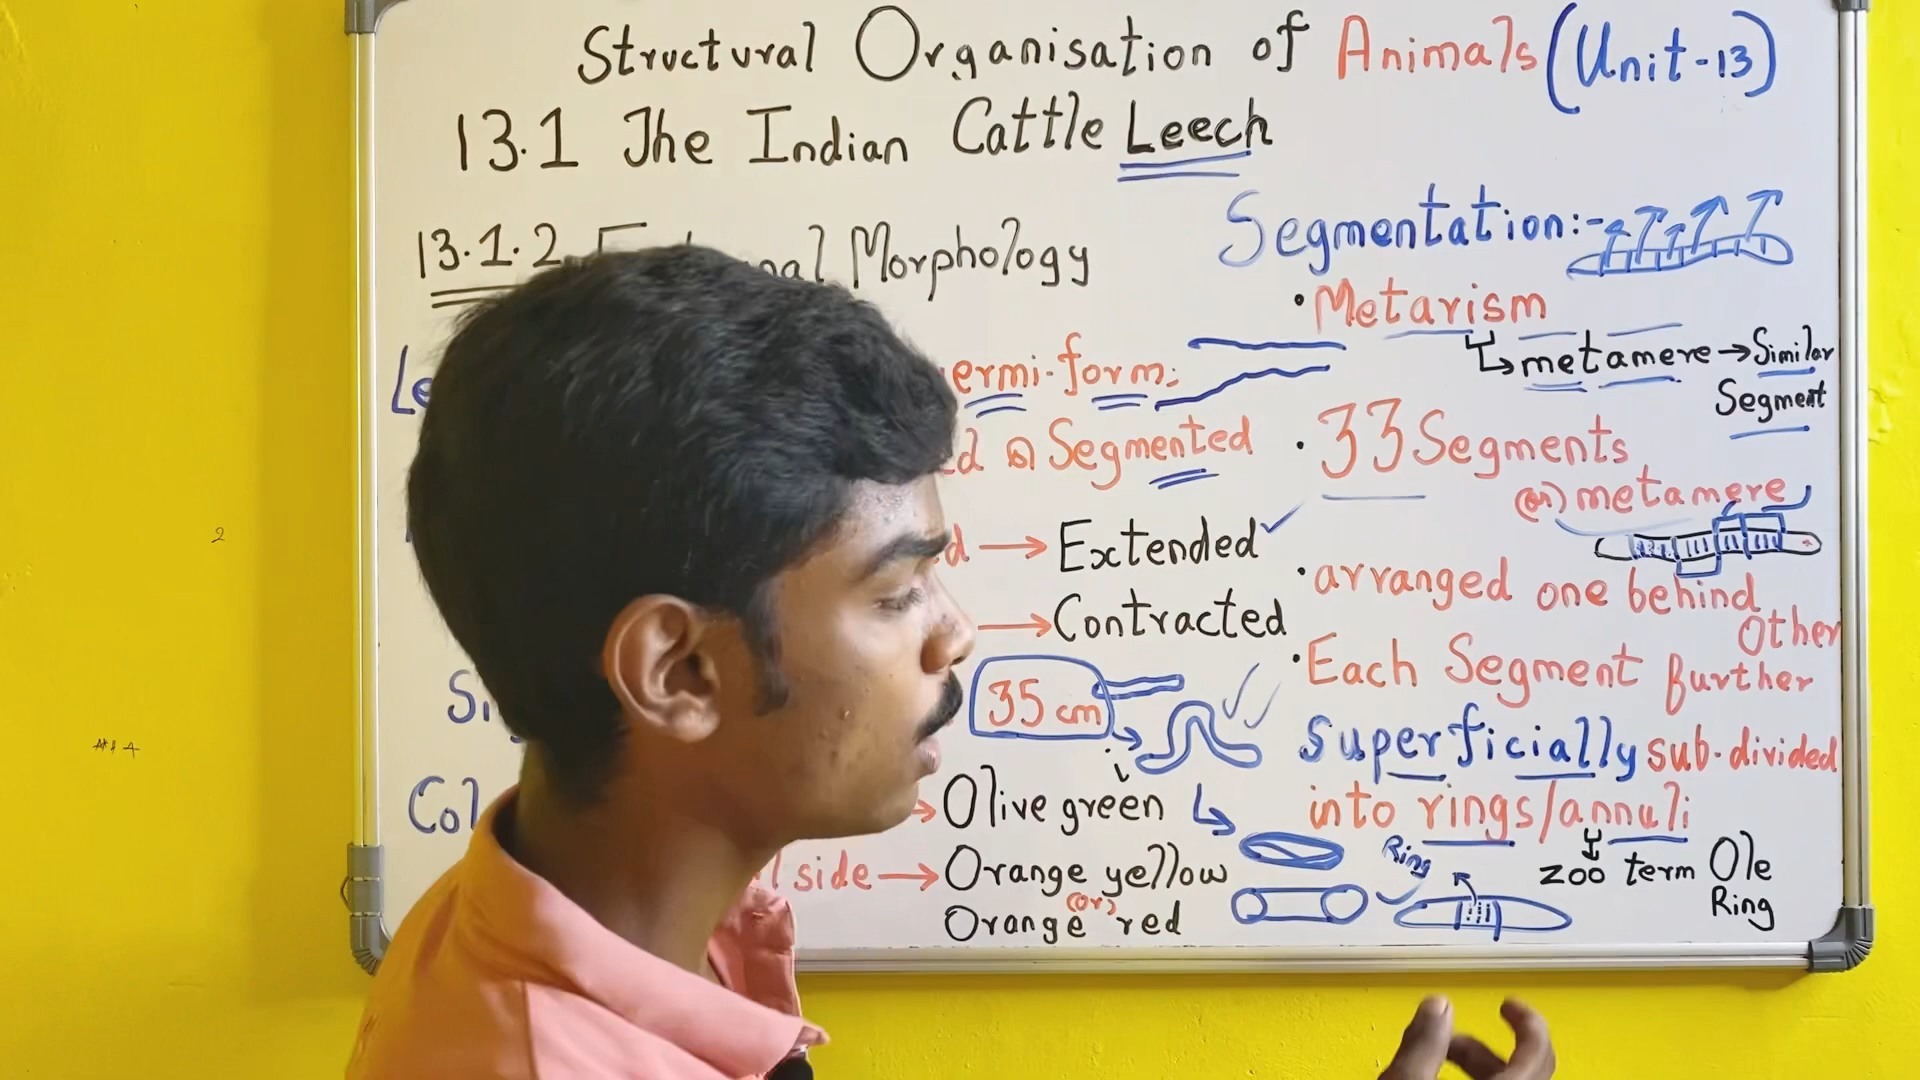 Structural Organisation of Animals (Unit-13)
13.1 The Indian Cattle Leech
13.1.2 Morphology
ermi-form:
Segmented
→ Extended
→ Contracted
35 cm
→ Olive green
side → Orange yellow
(or)
Orange red
Segmentation:-
• Metarism
metamere → Similar
Segment
• 33 Segments
(or) metamere
• arranged one behind
Other
• Each Segment further
superficially sub-divided
into rings/annuli
Ring
zoo term
Ring
2